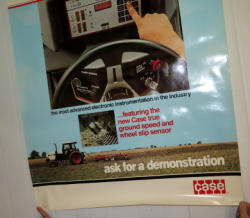 the most advanced electronic instrumentation in the industry
...featuring the
new Case true
ground speed and
wheel slip sensor
ask for a demonstration
case